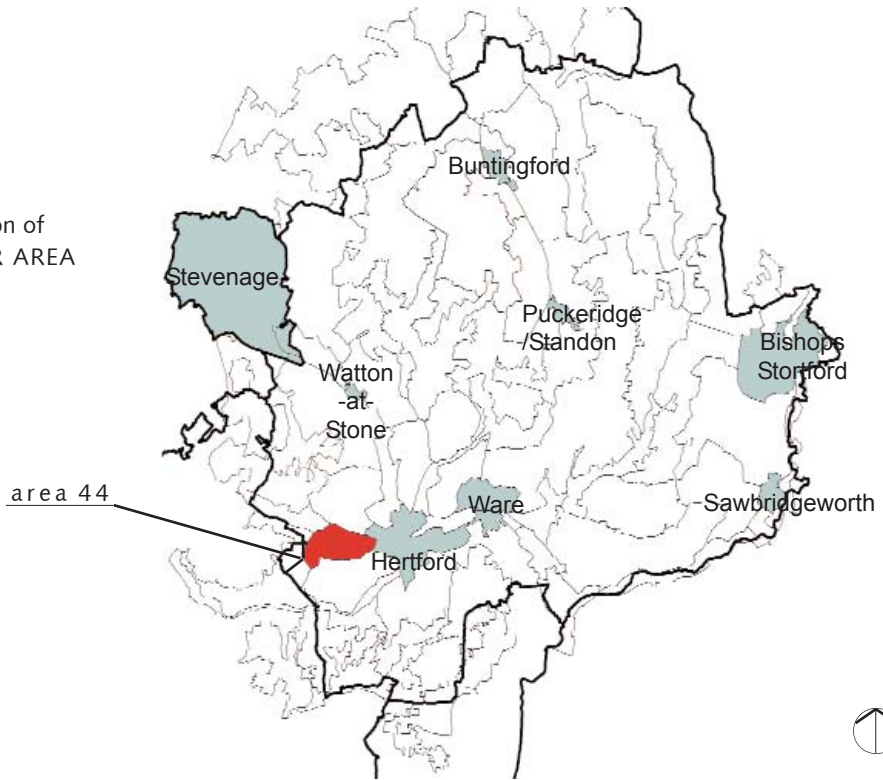 on of
R AREA
Buntingford
Stevenage
Puckeridge
/Standon
Bishops
Stortford
Watton
-at-
Stone
area 44
Ware
Sawbridgeworth
Hertford